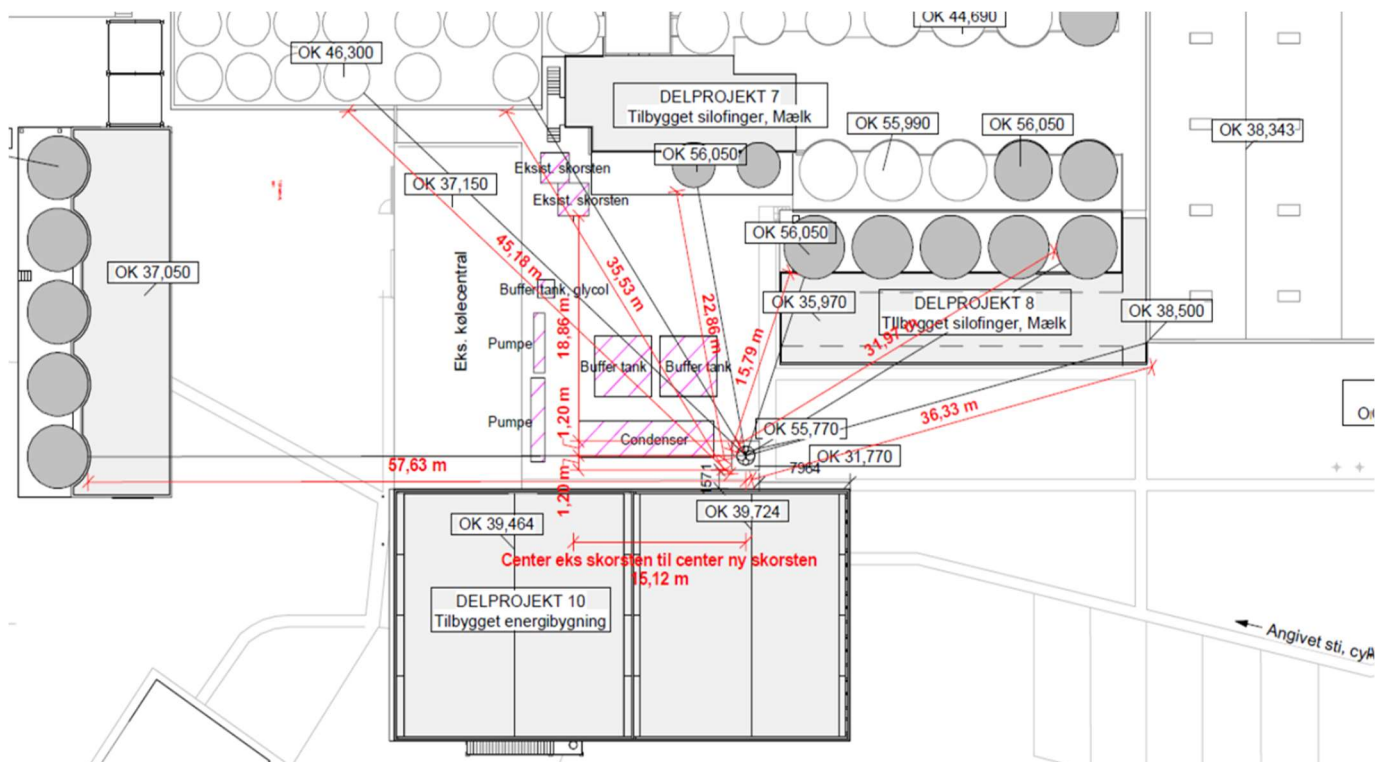 OK 44,690
OK 46,300
DELPROJEKT 7
Tilbygget silofinger, Mælk
OK 55,990
OK 56,050
OK 38,343
OK 56,050
Eksist. skorsten
OK 37,150
Eksist. skorsten
OK 56,050
45,18 m
35,53 m
OK 37,050
Eks. kølecentral
Buffer tank, glycol
22,86 m
OK 35,970
DELPROJEKT 8
Tilbygget silofinger, Mælk
OK 38,500
18,86 m
Pumpe
15,79 m
31,97 m
Buffer tank
Buffer tank
36,33 m
Pumpe
1,20 m
Condenser
OK 55,770
57,63 m
OK 31,770
7964
1571
1,20 m
OK 39,464
OK 39,724
Center eks skorsten til center ny skorsten
15,12 m
DELPROJEKT 10
Tilbygget energibygning
Angivet sti,